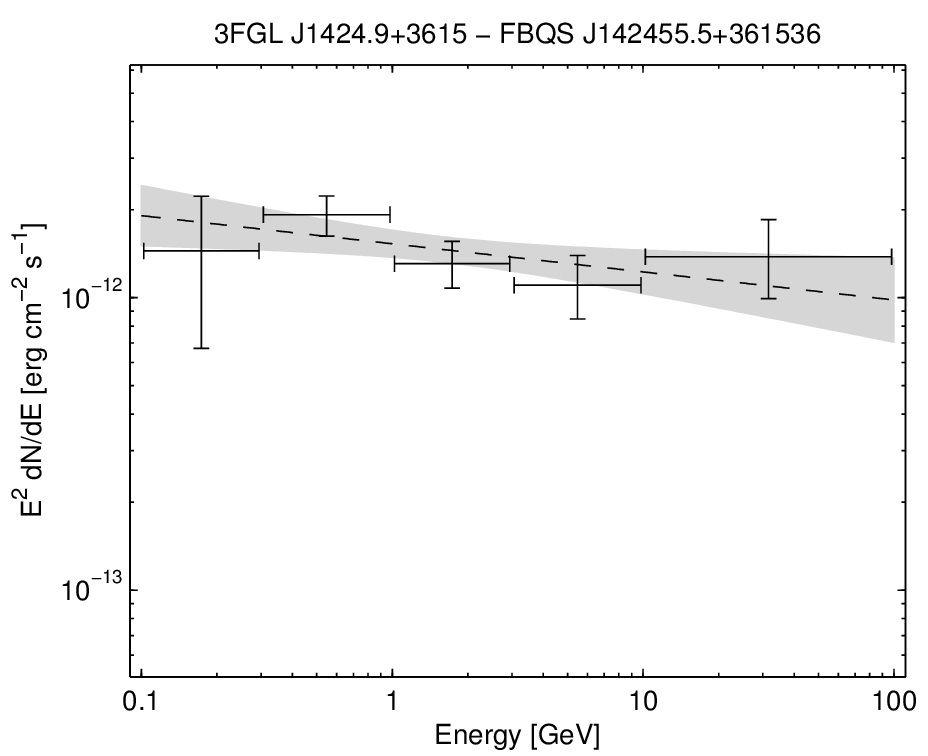 3FGL J1424.9+3615 – FBQS J142455.5+361536
E² dN/dE [erg cm⁻² s⁻¹]
10⁻¹²
10⁻¹³
0.1 1 10 100
Energy [GeV]